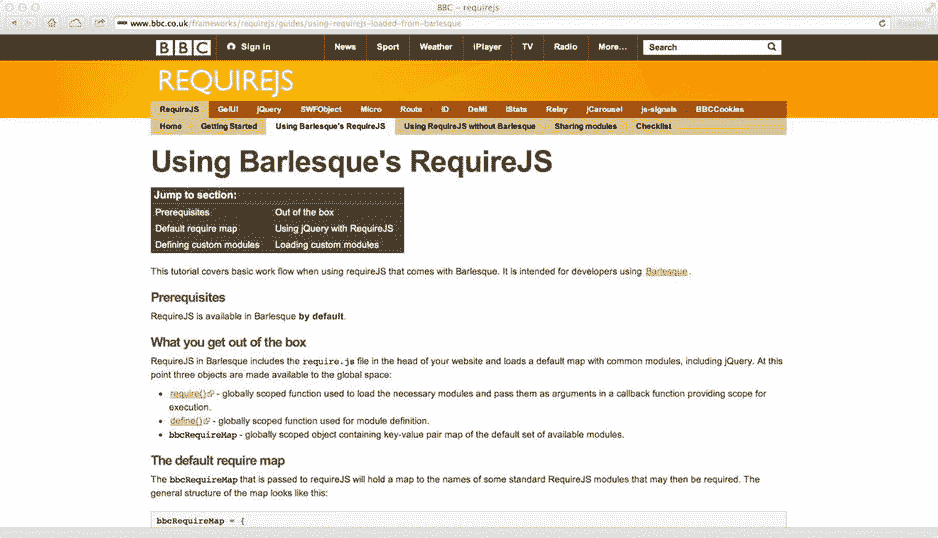 BBC – requirejs
www.bbc.co.uk/frameworks/requirejs/guides/using-requirejs-loaded-from-barlesque
BBC Sign in News Sport Weather iPlayer TV Radio More... Search
REQUIREJS
RequireJS GelUI jQuery SWFObject Micro Route iD DeMI iStats Relay jCarousel js-signals BBCCookies
Home Getting Started Using Barlesque's RequireJS Using RequireJS without Barlesque Sharing modules Checklist
Using Barlesque's RequireJS
Jump to section:
Prerequisites Out of the box
Default require map Using jQuery with RequireJS
Defining custom modules Loading custom modules
This tutorial covers basic work flow when using requireJS that comes with Barlesque. It is intended for developers using Barlesque.
Prerequisites
RequireJS is available in Barlesque by default.
What you get out of the box
RequireJS in Barlesque includes the require.js file in the head of your website and loads a default map with common modules, including jQuery. At this
point three objects are made available to the global space:
• require() - globally scoped function used to load the necessary modules and pass them as arguments in a callback function providing scope for
execution.
• define() - globally scoped function used for module definition.
• bbcRequireMap - globally scoped object containing key-value pair map of the default set of available modules.
The default require map
The bbcRequireMap that is passed to requireJS will hold a map to the names of some standard RequireJS modules that may then be required. The
general structure of the map looks like this:
bbcRequireMap = {